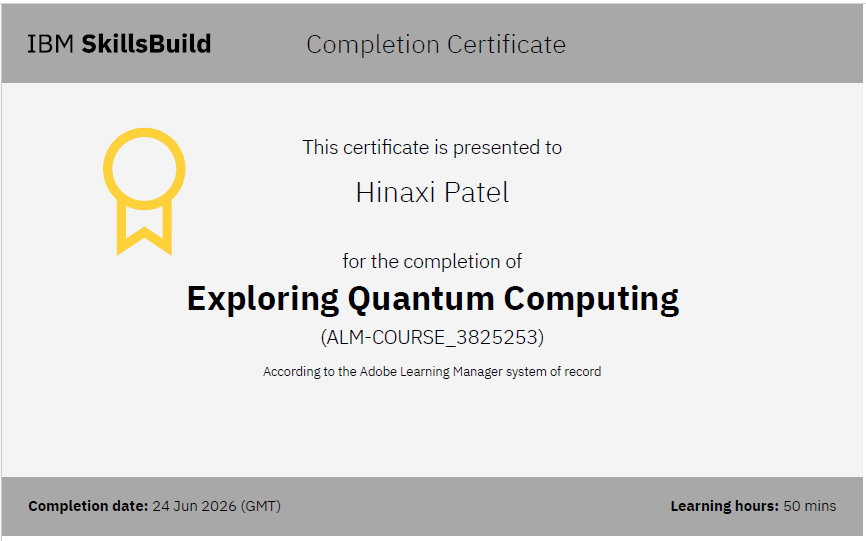 IBM SkillsBuild
Completion Certificate
This certificate is presented to
Hinaxi Patel
for the completion of
Exploring Quantum Computing
(ALM-COURSE_3825253)
According to the Adobe Learning Manager system of record
Completion date: 24 Jun 2026 (GMT)
Learning hours: 50 mins